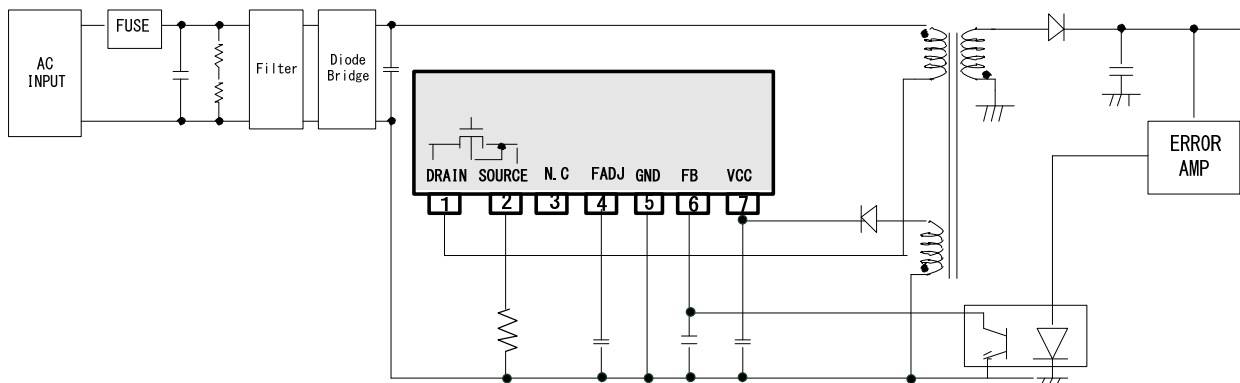 AC
INPUT
FUSE
Filter
Diode
Bridge
DRAIN SOURCE N.C FADJ GND FB VCC
1 2 3 4 5 6 7
ERROR
AMP